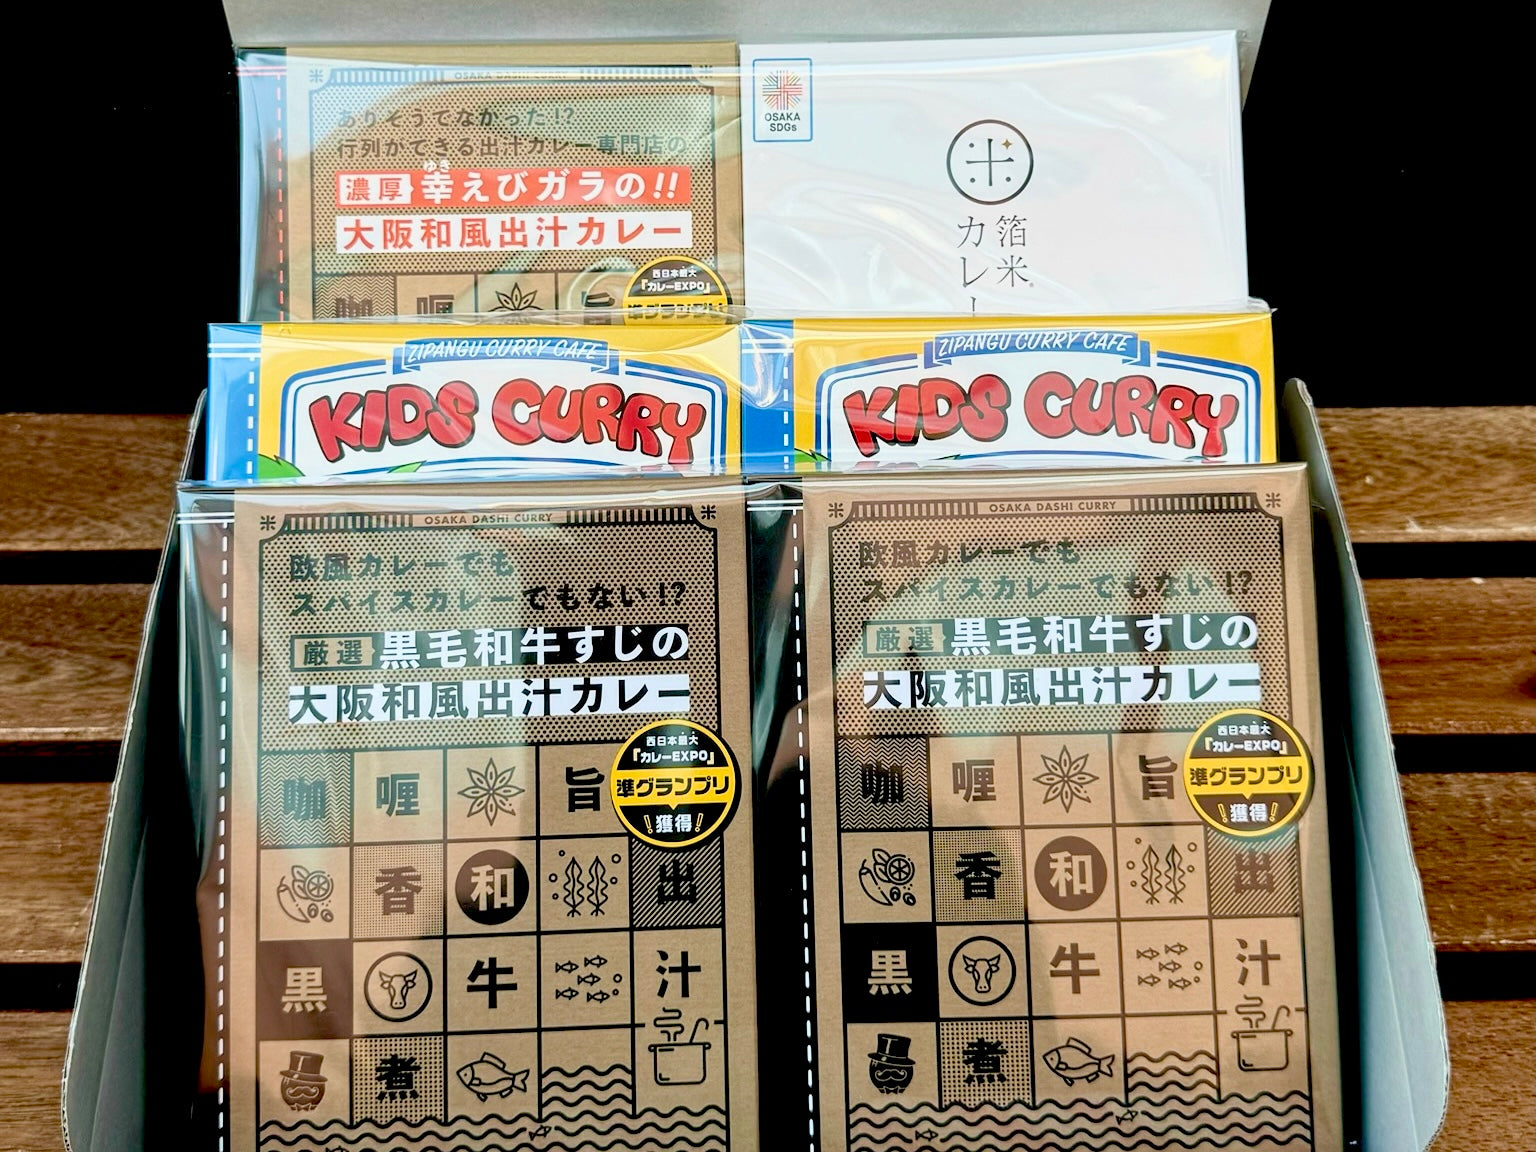 OSAKA DASHI CURRY
ありそうでなかった!?
行列ができる出汁カレー専門店の
ゆき
濃厚 幸えびガラの!!
大阪和風出汁カレー
咖 喱 旨
西日本最大
『カレーEXPO』
準グランプリ
OSAKA
SDGs
箔米
カレー
ZIPANGU CURRY CAFE
KIDS CURRY
ZIPANGU CURRY CAFE
KIDS CURRY
OSAKA DASHI CURRY
欧風カレーでも
スパイスカレーでもない!?
厳選 黒毛和牛すじの
大阪和風出汁カレー
西日本最大
『カレーEXPO』
準グランプリ
獲得!
咖 喱 旨
香 和 出
黒 牛 汁
煮
OSAKA DASHI CURRY
欧風カレーでも
スパイスカレーでもない!?
厳選 黒毛和牛すじの
大阪和風出汁カレー
西日本最大
『カレーEXPO』
準グランプリ
獲得!
咖 喱 旨
香 和 出
黒 牛 汁
煮